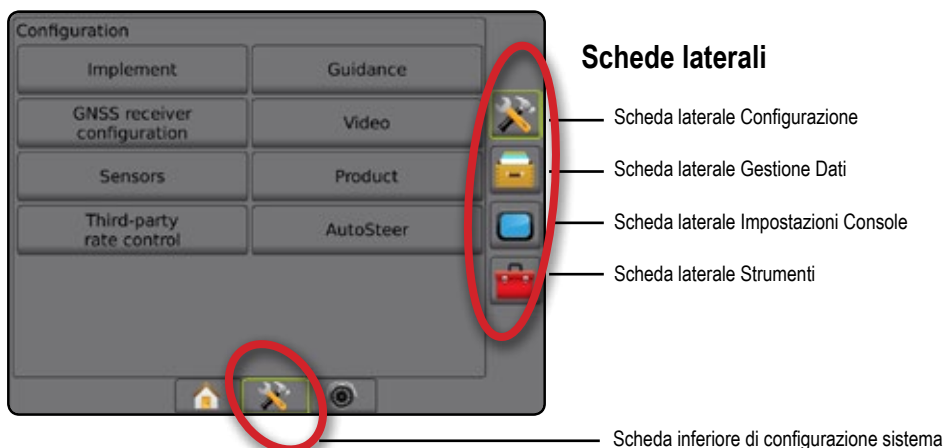 Configuration
Implement
Guidance
GNSS receiver
configuration
Video
Sensors
Product
Third-party
rate control
AutoSteer
Schede laterali
Scheda laterale Configurazione
Scheda laterale Gestione Dati
Scheda laterale Impostazioni Console
Scheda laterale Strumenti
Scheda inferiore di configurazione sistema